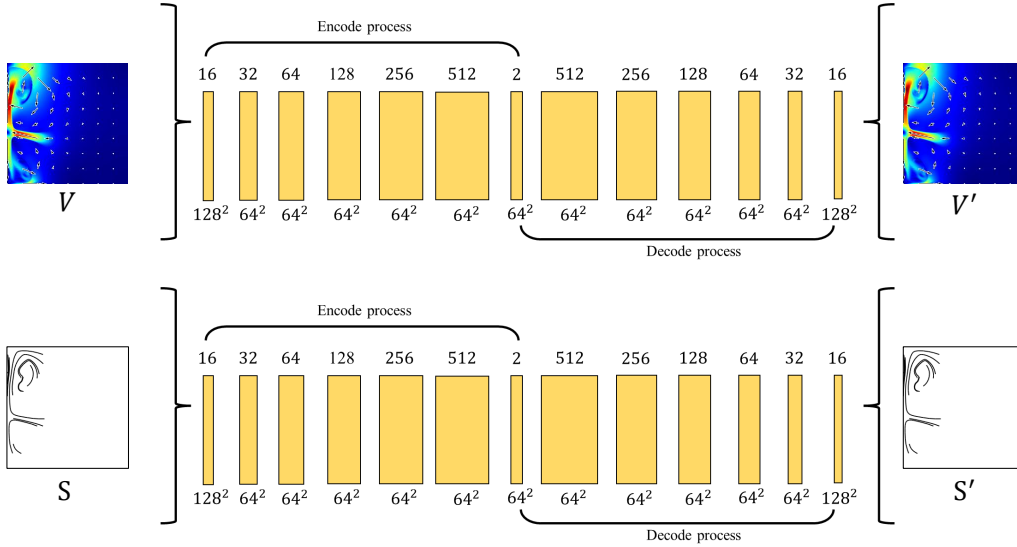 Encode process
16 32 64 128 256 512 2 512 256 128 64 32 16
V
V′
128² 64² 64² 64² 64² 64² 64² 64² 64² 64² 64² 64² 128²
Decode process
Encode process
16 32 64 128 256 512 2 512 256 128 64 32 16
S
S′
128² 64² 64² 64² 64² 64² 64² 64² 64² 64² 64² 64² 128²
Decode process